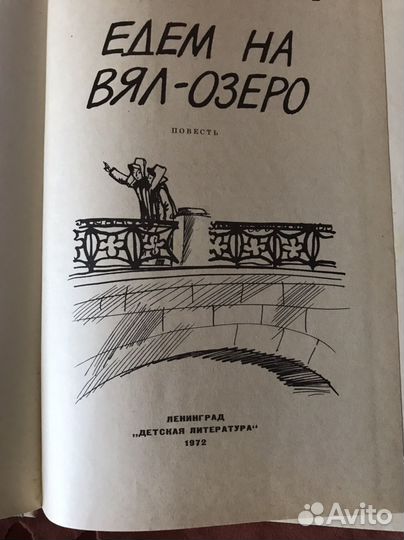 ЕДЕМ НА
ВЯЛ-ОЗЕРО
ПОВЕСТЬ
ЛЕНИНГРАД
„ДЕТСКАЯ ЛИТЕРАТУРА"
1972
Avito